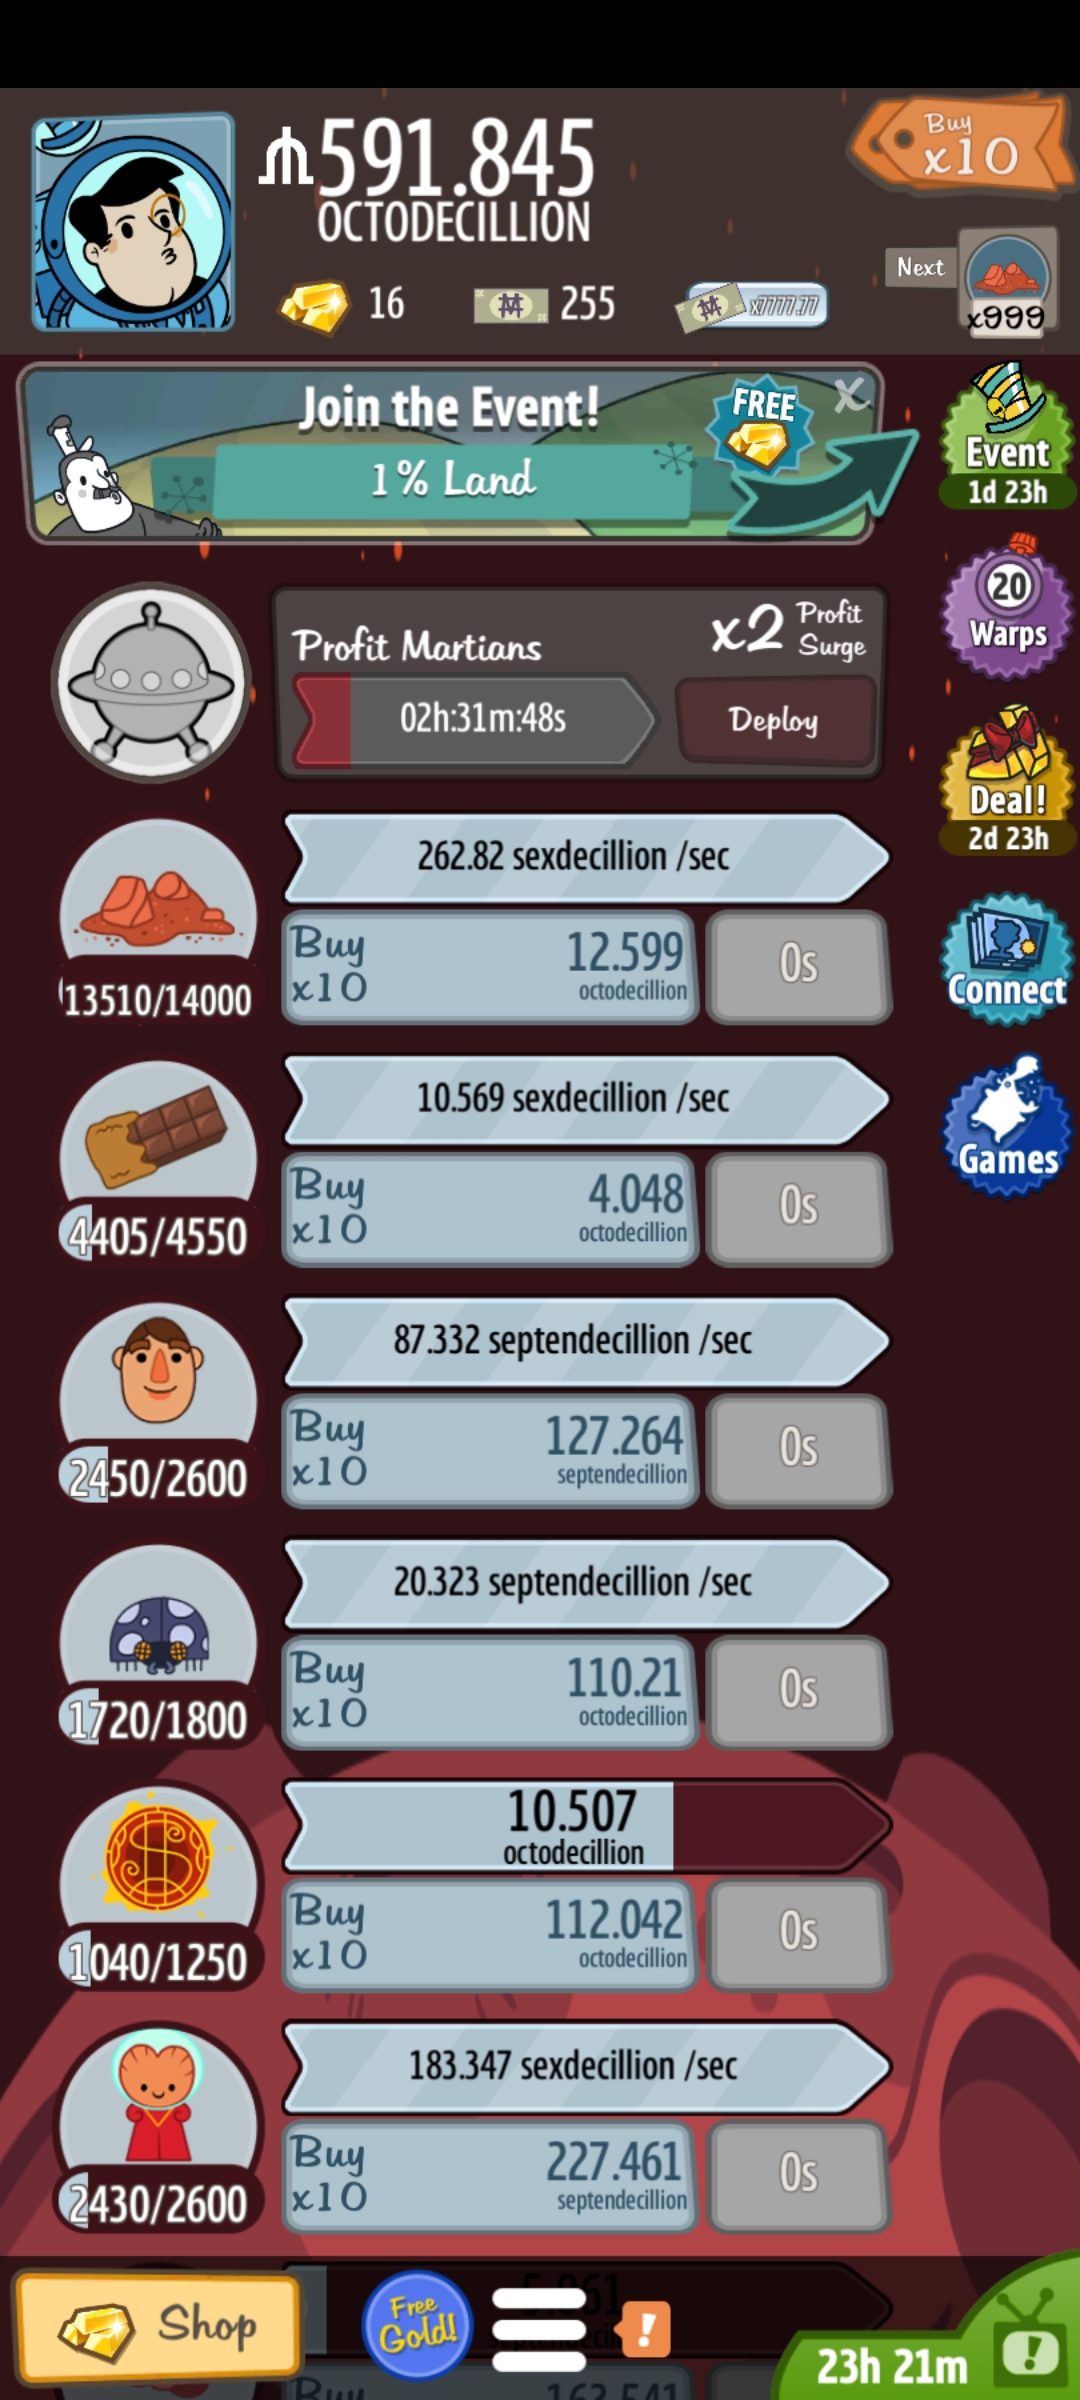 591.845
OCTODECILLION
Buy
x10
16
255
x7777.77
Next
x999
Join the Event!
FREE
X
1% Land
Event
1d 23h
20
Warps
Profit Martians
x2 Profit
Surge
02h:31m:48s
Deploy
Deal!
2d 23h
262.82 sexdecillion /sec
Buy
x10
12.599
octodecillion
0s
13510/14000
Connect
10.569 sexdecillion /sec
Buy
x10
4.048
octodecillion
0s
4405/4550
Games
87.332 septendecillion /sec
Buy
x10
127.264
septendecillion
0s
2450/2600
20.323 septendecillion /sec
Buy
x10
110.21
octodecillion
0s
1720/1800
10.507
octodecillion
Buy
x10
112.042
octodecillion
0s
1040/1250
183.347 sexdecillion /sec
Buy
x10
227.461
septendecillion
0s
2430/2600
Shop
Free
Gold!
!
23h 21m
!
Buy